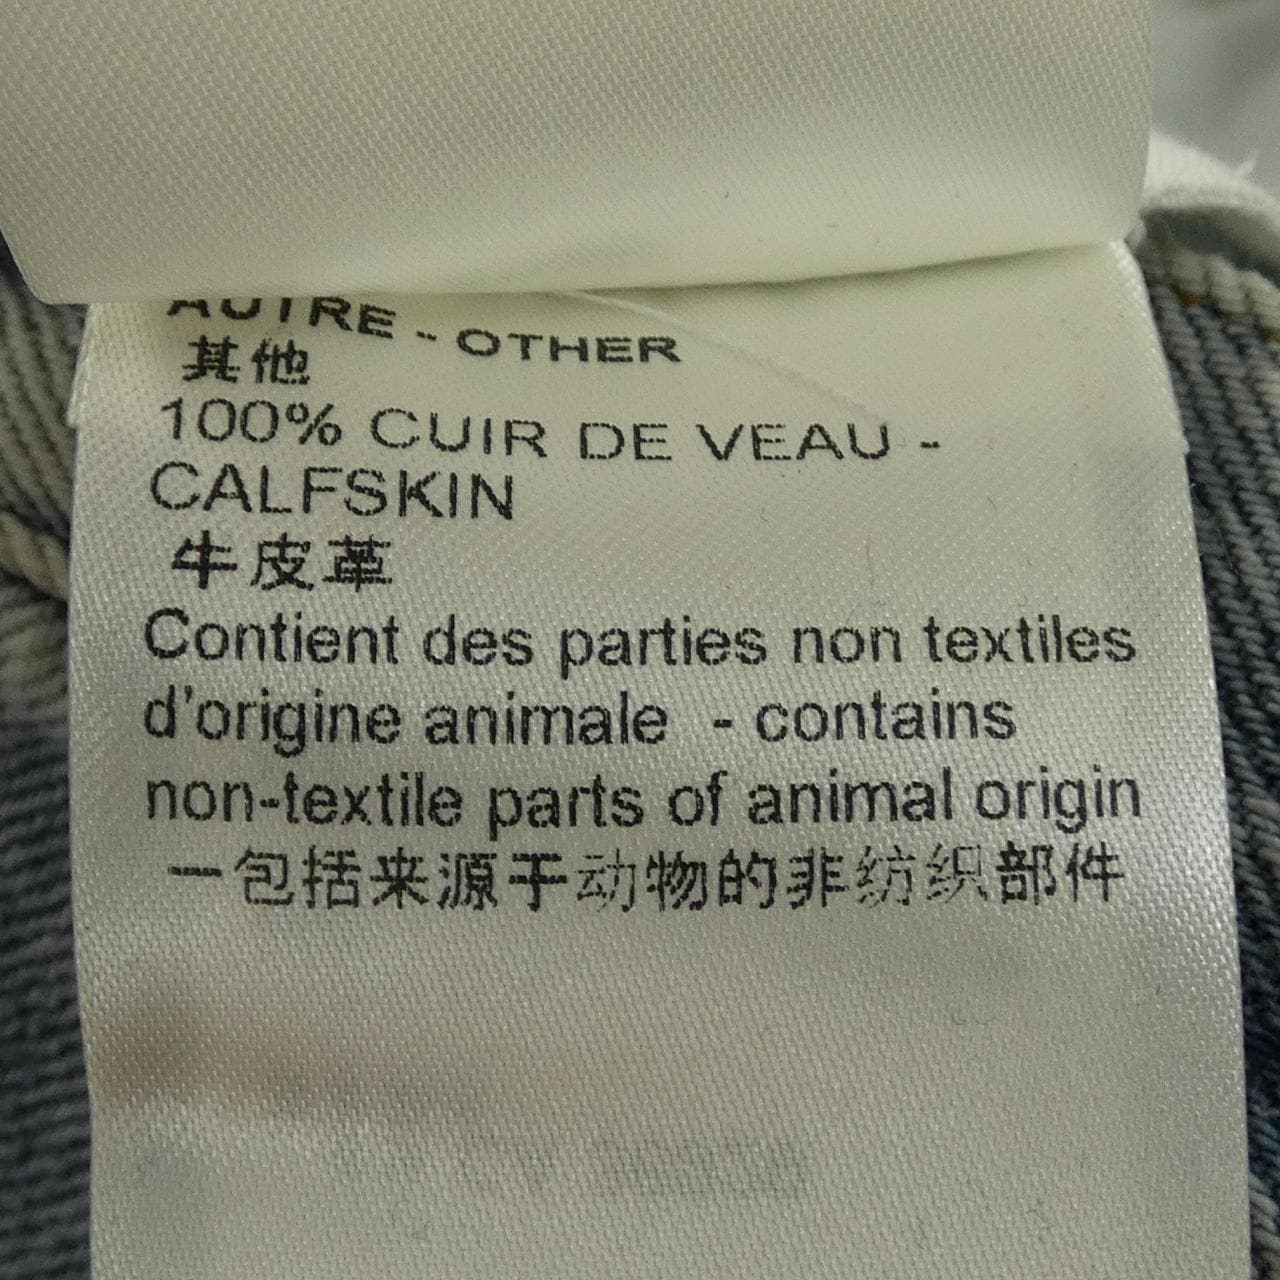 AUTRE - OTHER
其他
100% CUIR DE VEAU -
CALFSKIN
牛皮革
Contient des parties non textiles
d'origine animale - contains
non-textile parts of animal origin
一包括来源于动物的非纺织部件